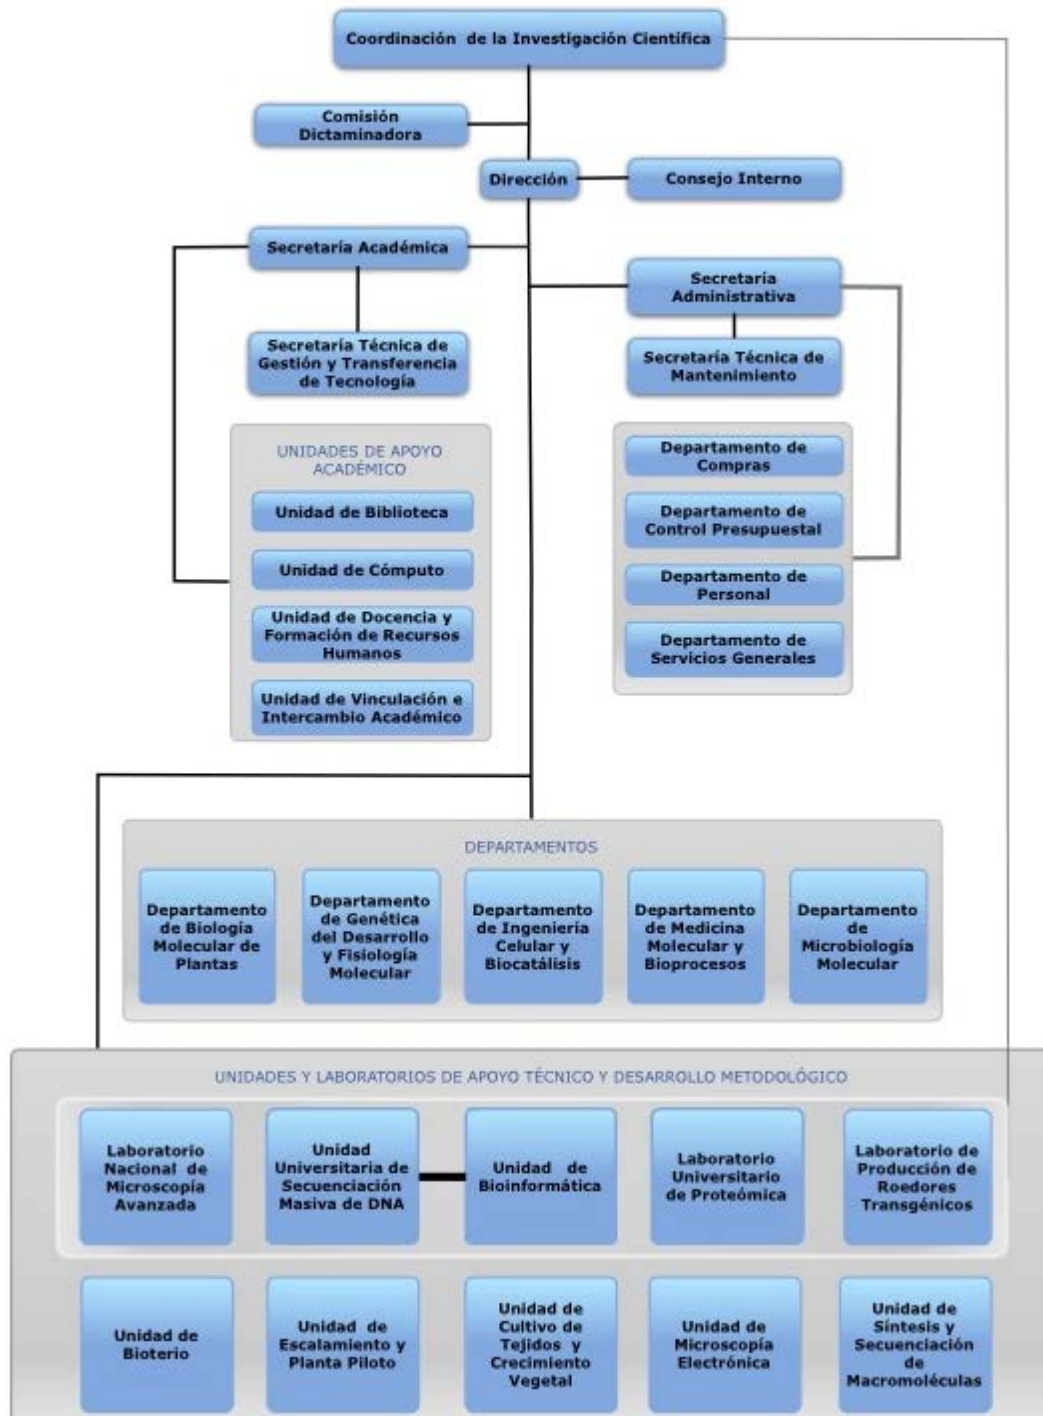 Coordinación de la Investigación Científica
Comisión
Dictaminadora
Dirección
Consejo Interno
Secretaría Académica
Secretaría
Administrativa
Secretaría Técnica de
Gestión y Transferencia
de Tecnología
Secretaría Técnica de
Mantenimiento
UNIDADES DE APOYO
ACADÉMICO
Unidad de Biblioteca
Unidad de Cómputo
Unidad de Docencia y
Formación de Recursos
Humanos
Unidad de Vinculación e
Intercambio Académico
Departamento de
Compras
Departamento de
Control Presupuestal
Departamento de
Personal
Departamento de
Servicios Generales
DEPARTAMENTOS
Departamento
de Biología
Molecular de
Plantas
Departamento
de Genética
del Desarrollo
y Fisiología
Molecular
Departamento
de Ingeniería
Celular y
Biocatálisis
Departamento
de Medicina
Molecular y
Bioprocesos
Departamento
de
Microbiología
Molecular
UNIDADES Y LABORATORIOS DE APOYO TÉCNICO Y DESARROLLO METODOLÓGICO
Laboratorio
Nacional de
Microscopía
Avanzada
Unidad
Universitaria de
Secuenciación
Masiva de DNA
Unidad de
Bioinformática
Laboratorio
Universitario
de Proteómica
Laboratorio de
Producción de
Roedores
Transgénicos
Unidad de
Bioterio
Unidad de
Escalamiento y
Planta Piloto
Unidad de
Cultivo de
Tejidos y
Crecimiento
Vegetal
Unidad de
Microscopía
Electrónica
Unidad de
Síntesis y
Secuenciación
de
Macromoléculas